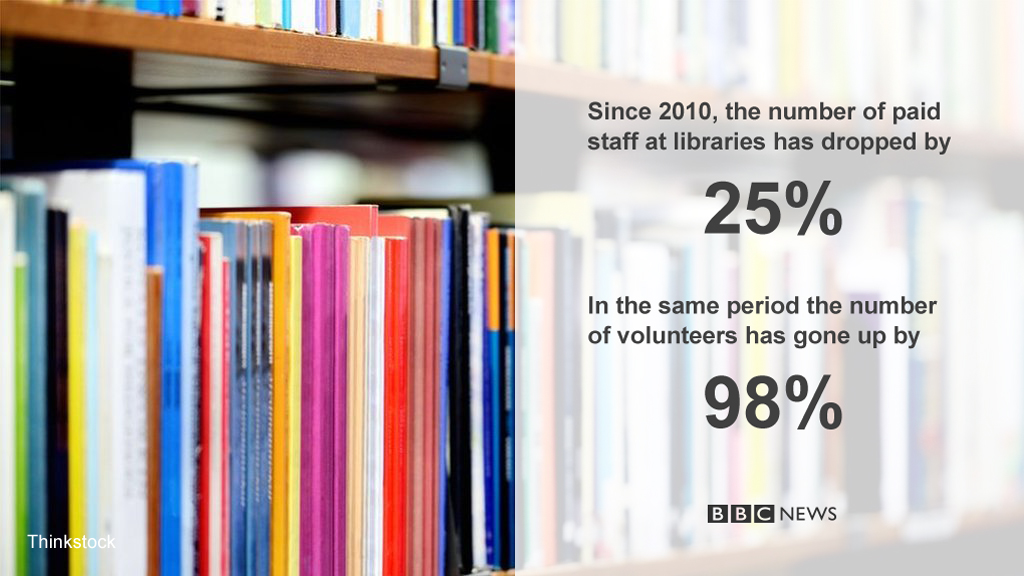 Since 2010, the number of paid
staff at libraries has dropped by
25%
In the same period the number
of volunteers has gone up by
98%
BBC NEWS
Thinkstock